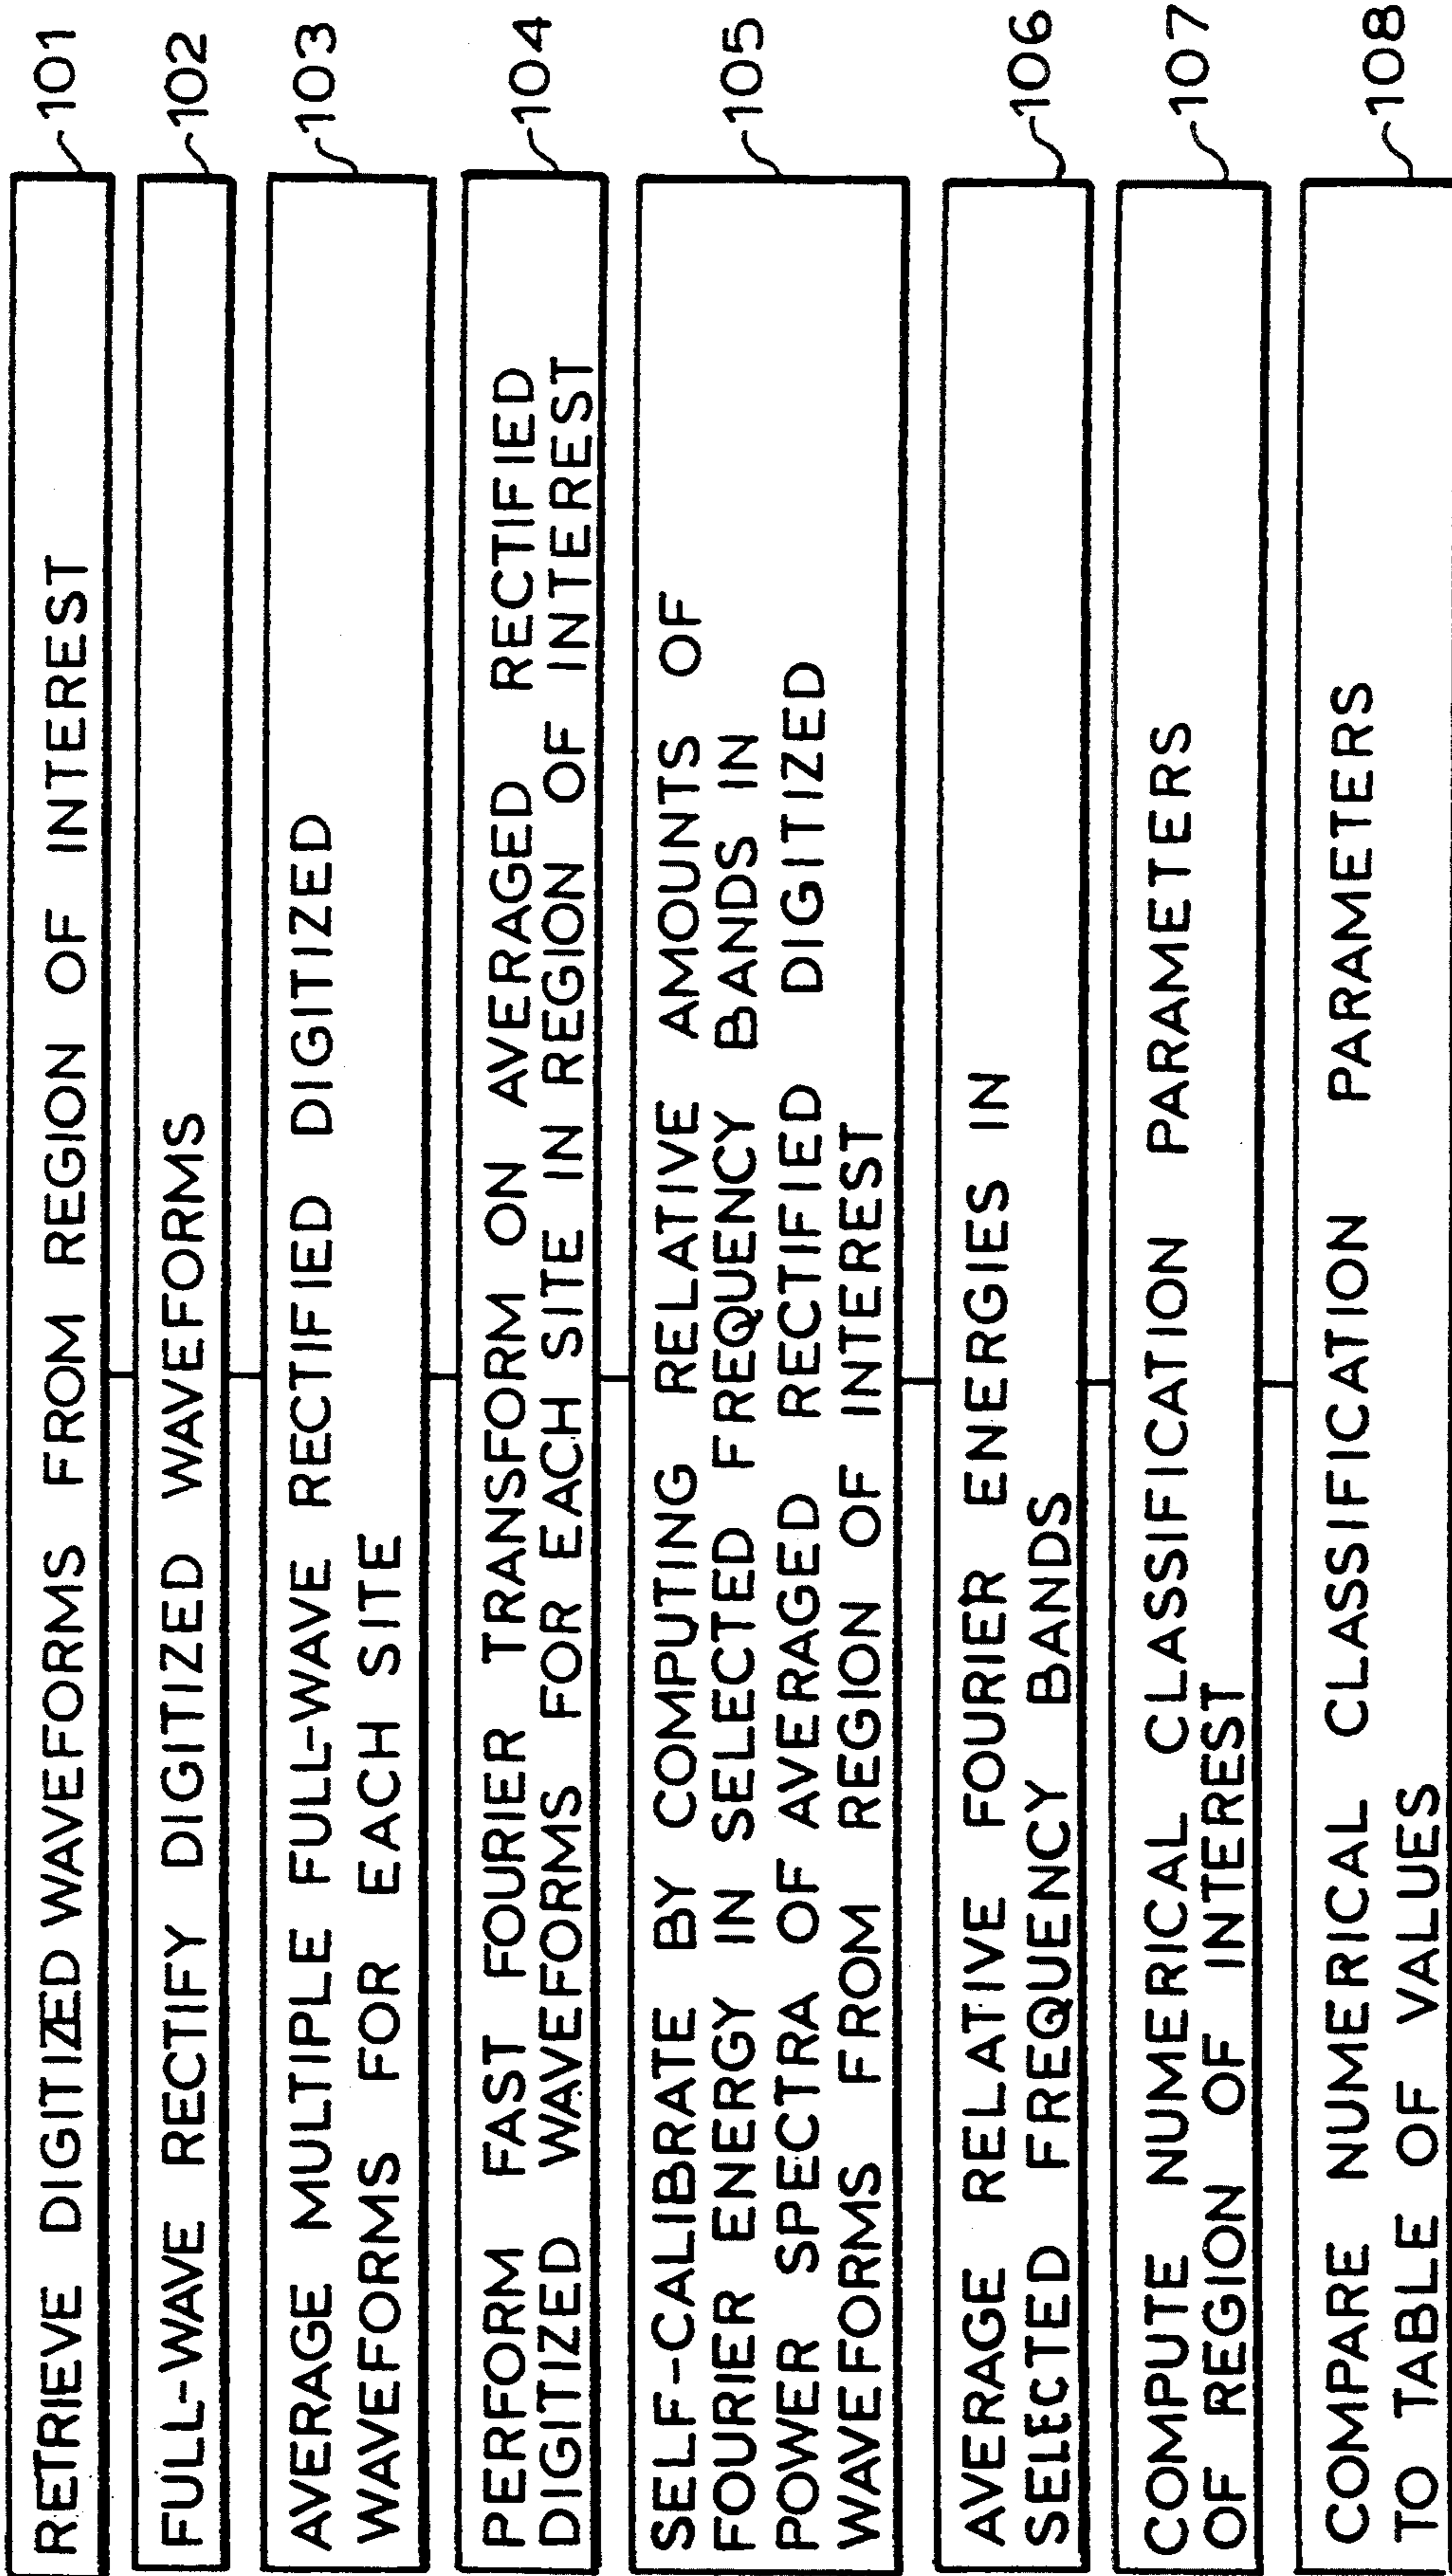 RETRIEVE DIGITIZED WAVEFORMS FROM REGION OF INTEREST
101
FULL-WAVE RECTIFY DIGITIZED WAVEFORMS
102
AVERAGE MULTIPLE FULL-WAVE RECTIFIED DIGITIZED
WAVEFORMS FOR EACH SITE
103
PERFORM FAST FOURIER TRANSFORM ON AVERAGED RECTIFIED
DIGITIZED WAVEFORMS FOR EACH SITE IN REGION OF INTEREST
104
SELF-CALIBRATE BY COMPUTING RELATIVE AMOUNTS OF
FOURIER ENERGY IN SELECTED FREQUENCY BANDS IN
POWER SPECTRA OF AVERAGED RECTIFIED DIGITIZED
WAVEFORMS FROM REGION OF INTEREST
105
AVERAGE RELATIVE FOURIER ENERGIES IN
SELECTED FREQUENCY BANDS
106
COMPUTE NUMERICAL CLASSIFICATION PARAMETERS
OF REGION OF INTEREST
107
COMPARE NUMERICAL CLASSIFICATION PARAMETERS
TO TABLE OF VALUES
108